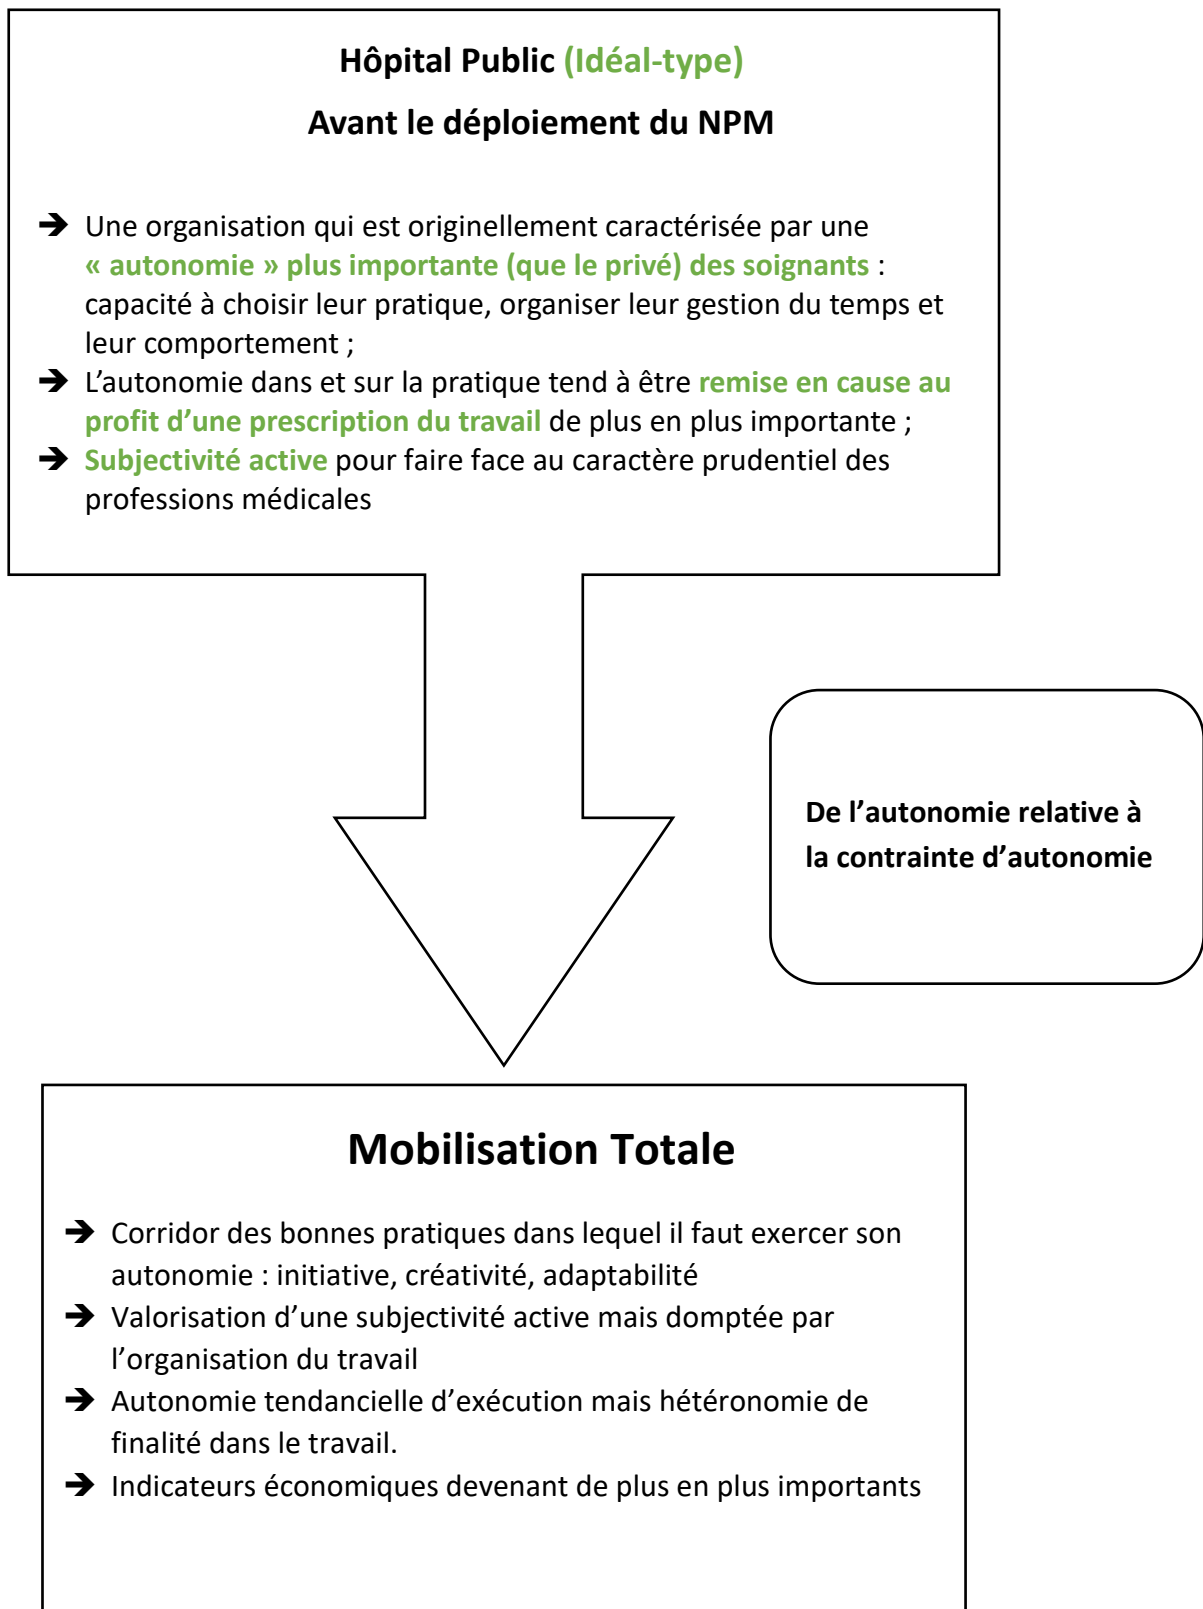 Hôpital Public (Idéal-type)
Avant le déploiement du NPM
➔ Une organisation qui est originellement caractérisée par une
« autonomie » plus importante (que le privé) des soignants :
capacité à choisir leur pratique, organiser leur gestion du temps et
leur comportement ;
➔ L’autonomie dans et sur la pratique tend à être remise en cause au
profit d’une prescription du travail de plus en plus importante ;
➔ Subjectivité active pour faire face au caractère prudentiel des
professions médicales
De l’autonomie relative à
la contrainte d’autonomie
Mobilisation Totale
➔ Corridor des bonnes pratiques dans lequel il faut exercer son
autonomie : initiative, créativité, adaptabilité
➔ Valorisation d’une subjectivité active mais domptée par
l’organisation du travail
➔ Autonomie tendancielle d’exécution mais hétéronomie de
finalité dans le travail.
➔ Indicateurs économiques devenant de plus en plus importants